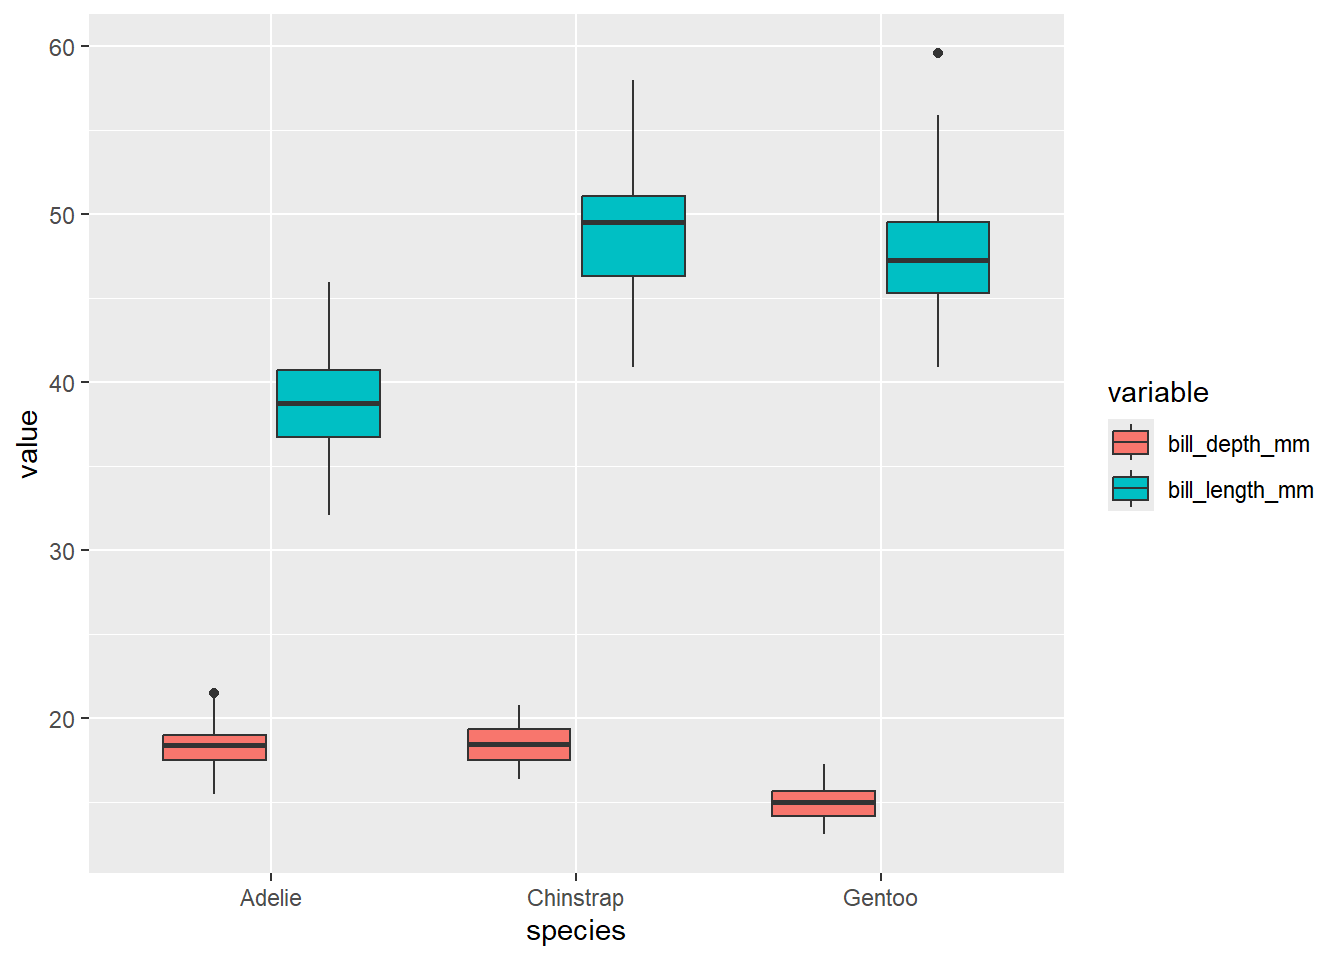 60
50
40
30
20
value
Adelie
Chinstrap
Gentoo
species
variable
bill_depth_mm
bill_length_mm